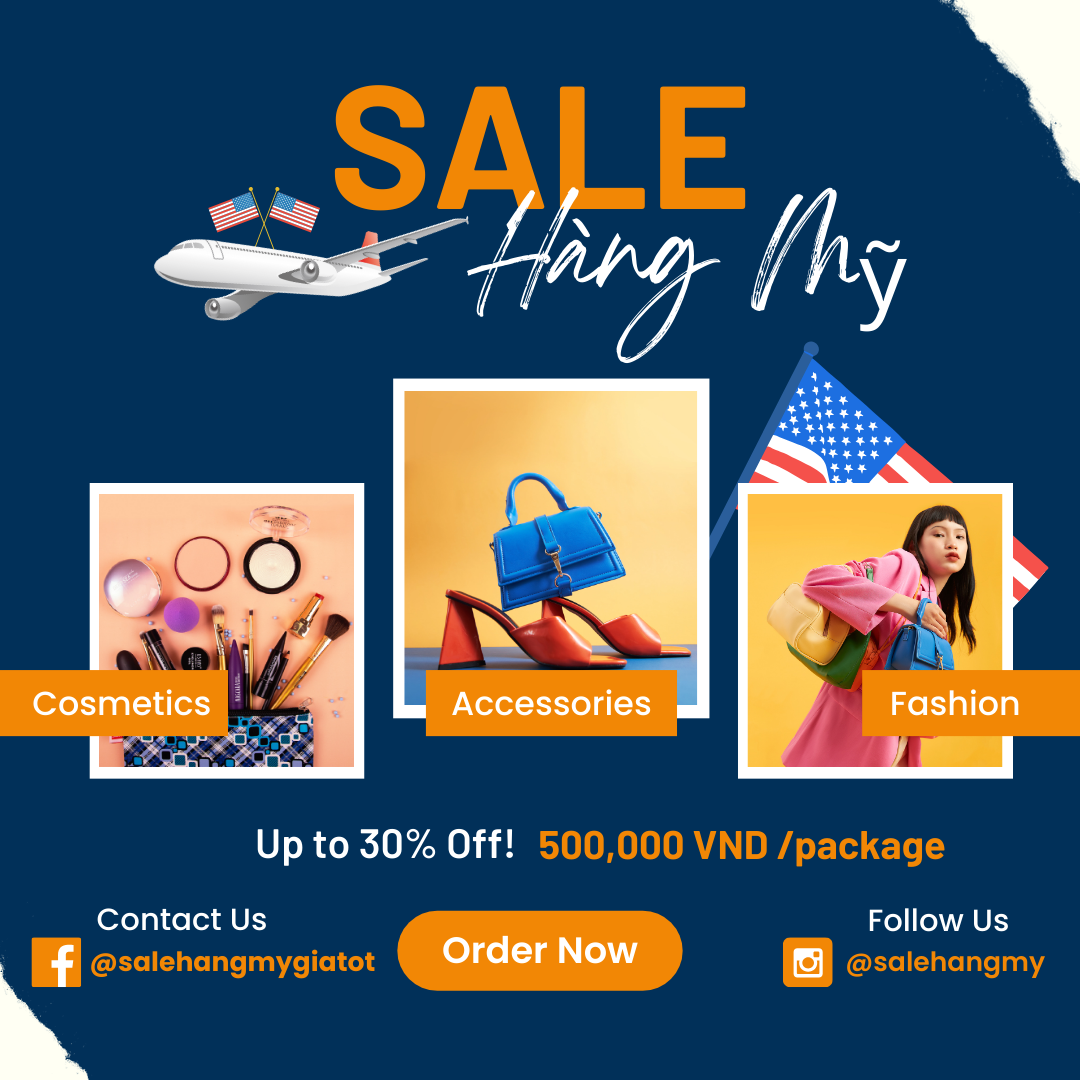 SALE
Hàng Mỹ
Cosmetics
Accessories
Fashion
Up to 30% Off! 500,000 VND /package
Contact Us
@salehangmygiatot
Order Now
Follow Us
@salehangmy